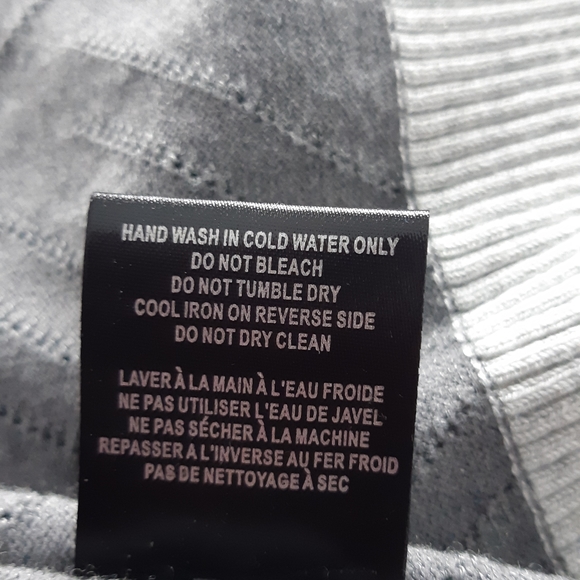 HAND WASH IN COLD WATER ONLY
DO NOT BLEACH
DO NOT TUMBLE DRY
COOL IRON ON REVERSE SIDE
DO NOT DRY CLEAN
LAVER À LA MAIN À L'EAU FROIDE
NE PAS UTILISER L'EAU DE JAVEL
NE PAS SÉCHER À LA MACHINE
REPASSER A L'INVERSE AU FER FROID
PAS DE NETTOYAGE À SEC